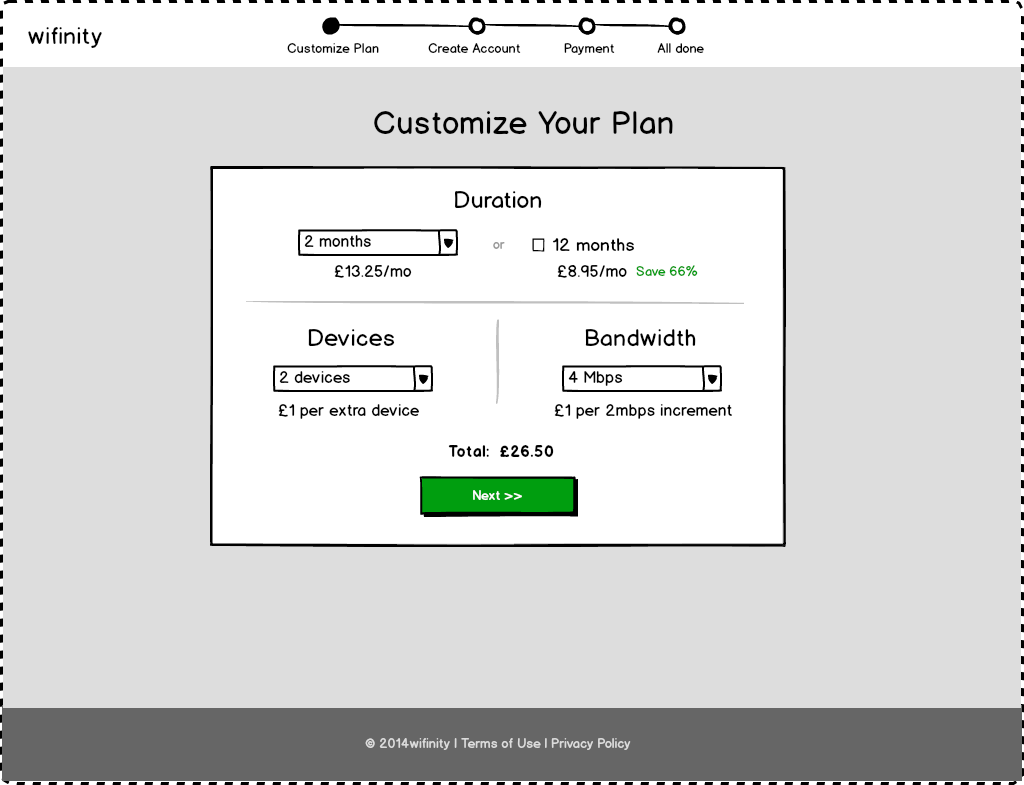 wifinity
Customize Plan Create Account Payment All done
Customize Your Plan
Duration
2 months or 12 months
£13.25/mo £8.95/mo Save 66%
Devices Bandwidth
2 devices 4 Mbps
£1 per extra device £1 per 2mbps increment
Total: £26.50
Next >>
© 2014wifinity | Terms of Use | Privacy Policy